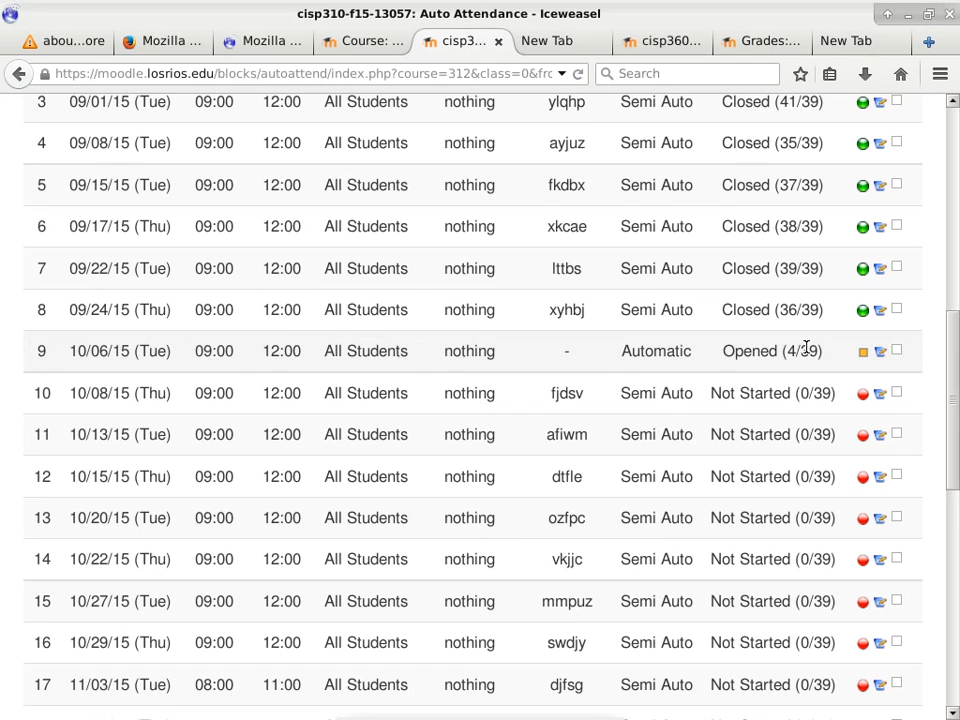 cisp310-f15-13057: Auto Attendance - Iceweasel
abou...ore Mozilla ... Mozilla ... Course: ... cisp3... New Tab cisp360... Grades:... New Tab
https://moodle.losrios.edu/blocks/autoattend/index.php?course=312&class=0&frc Search
3 09/01/15 (Tue) 09:00 12:00 All Students nothing ylqhp Semi Auto Closed (41/39)
4 09/08/15 (Tue) 09:00 12:00 All Students nothing ayjuz Semi Auto Closed (35/39)
5 09/15/15 (Tue) 09:00 12:00 All Students nothing fkdbx Semi Auto Closed (37/39)
6 09/17/15 (Thu) 09:00 12:00 All Students nothing xkcae Semi Auto Closed (38/39)
7 09/22/15 (Tue) 09:00 12:00 All Students nothing lttbs Semi Auto Closed (39/39)
8 09/24/15 (Thu) 09:00 12:00 All Students nothing xyhbj Semi Auto Closed (36/39)
9 10/06/15 (Tue) 09:00 12:00 All Students nothing - Automatic Opened (4/39)
10 10/08/15 (Thu) 09:00 12:00 All Students nothing fjdsv Semi Auto Not Started (0/39)
11 10/13/15 (Tue) 09:00 12:00 All Students nothing afiwm Semi Auto Not Started (0/39)
12 10/15/15 (Thu) 09:00 12:00 All Students nothing dtfle Semi Auto Not Started (0/39)
13 10/20/15 (Tue) 09:00 12:00 All Students nothing ozfpc Semi Auto Not Started (0/39)
14 10/22/15 (Thu) 09:00 12:00 All Students nothing vkjjc Semi Auto Not Started (0/39)
15 10/27/15 (Tue) 09:00 12:00 All Students nothing mmpuz Semi Auto Not Started (0/39)
16 10/29/15 (Thu) 09:00 12:00 All Students nothing swdjy Semi Auto Not Started (0/39)
17 11/03/15 (Tue) 08:00 11:00 All Students nothing djfsg Semi Auto Not Started (0/39)